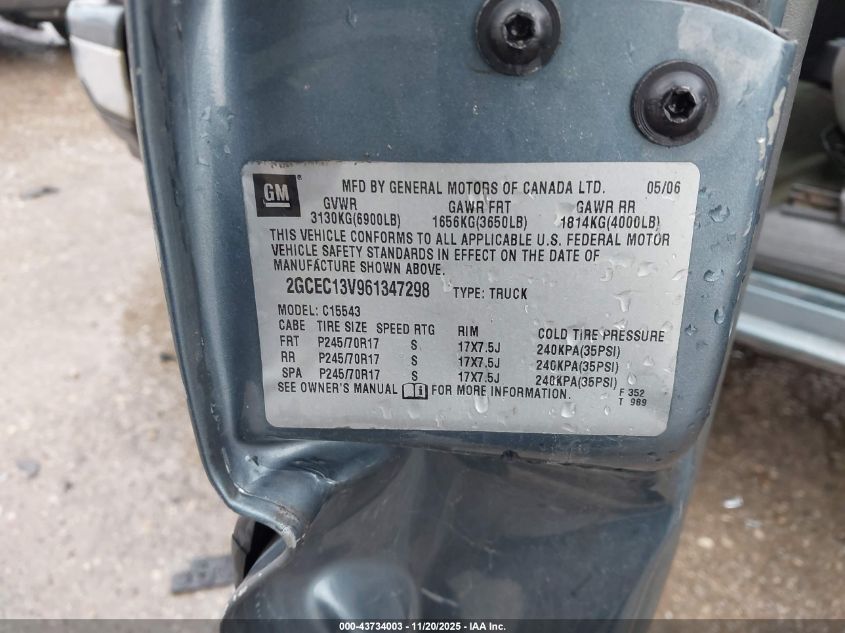 GM MFD BY GENERAL MOTORS OF CANADA LTD. 05/06
GVWR GAWR FRT GAWR RR
3130KG(6900LB) 1656KG(3650LB) 1814KG(4000LB)
THIS VEHICLE CONFORMS TO ALL APPLICABLE U.S. FEDERAL MOTOR
VEHICLE SAFETY STANDARDS IN EFFECT ON THE DATE OF
MANUFACTURE SHOWN ABOVE.
2GCEC13V961347298 TYPE: TRUCK
MODEL: C15543
CABE TIRE SIZE SPEED RTG RIM COLD TIRE PRESSURE
FRT P245/70R17 S 17X7.5J 240KPA(35PSI)
RR P245/70R17 S 17X7.5J 240KPA(35PSI)
SPA P245/70R17 S 17X7.5J 240KPA(35PSI)
SEE OWNER'S MANUAL FOR MORE INFORMATION. F 352
T 989
000-43734003 - 11/20/2025 - IAA Inc.